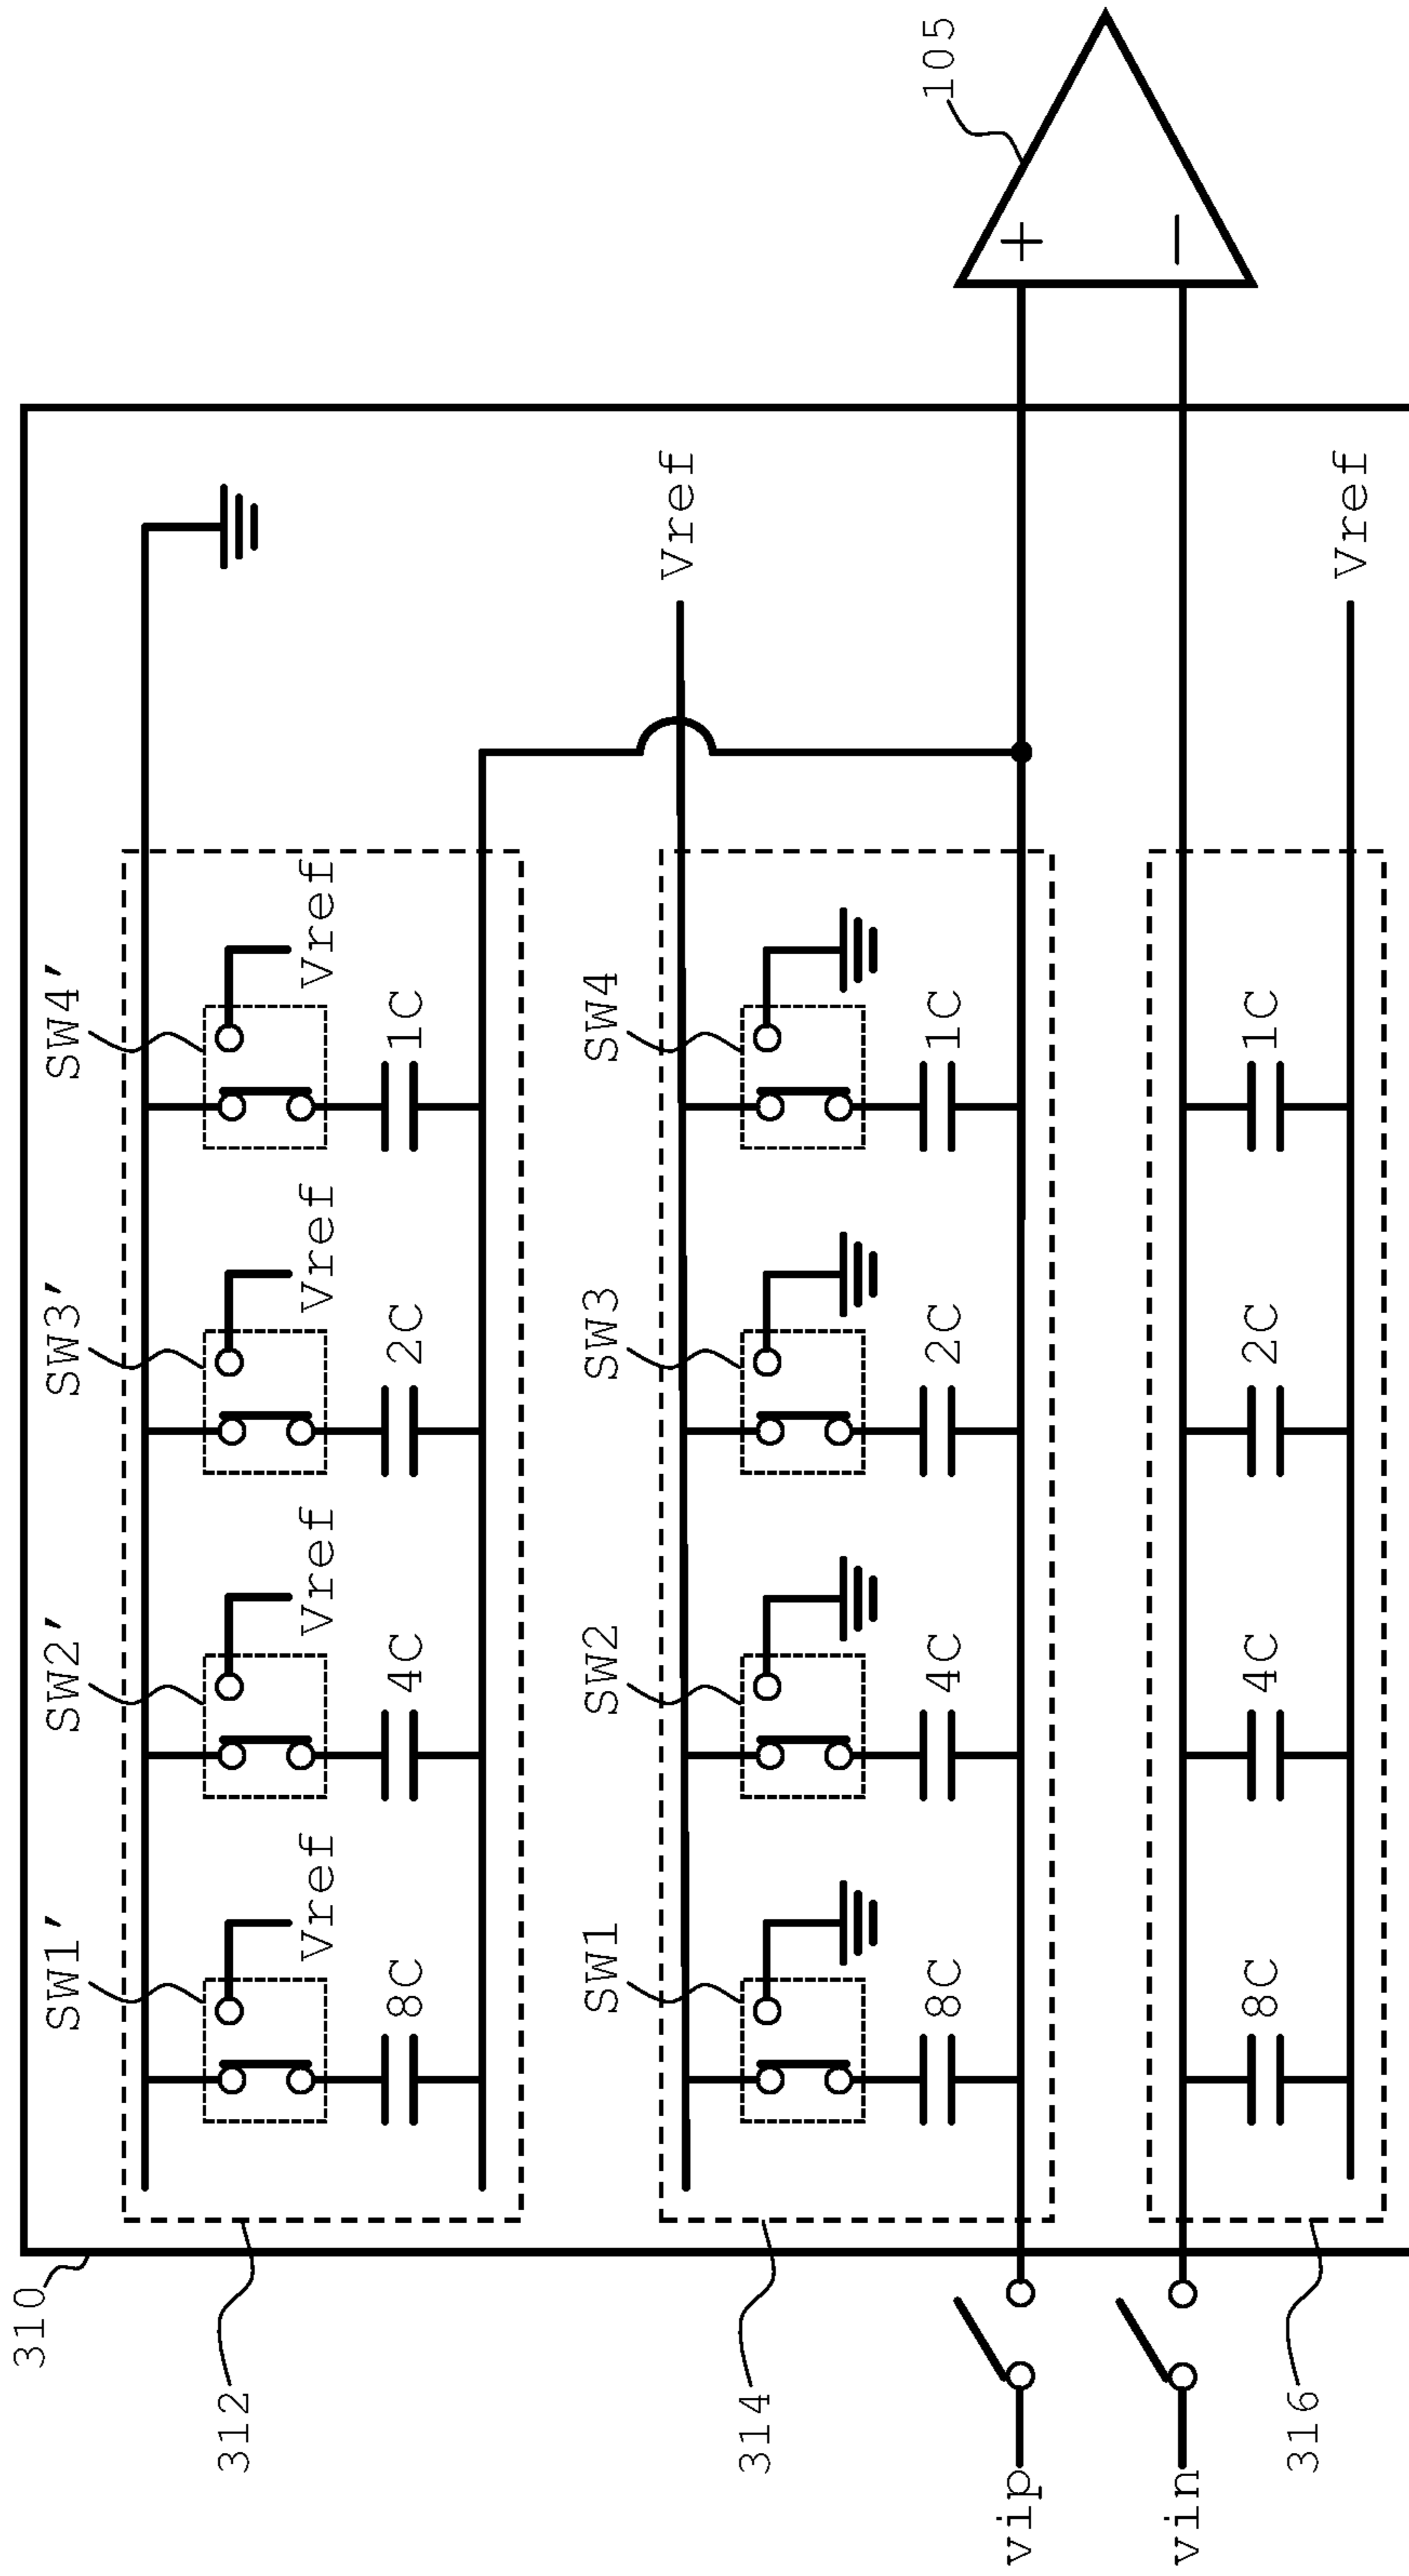 310
312
SW1' SW2' SW3' SW4'
Vref Vref Vref Vref
8C 4C 2C 1C
314
SW1 SW2 SW3 SW4
Vref
8C 4C 2C 1C
vip
+
105
vin
−
316
8C 4C 2C 1C
Vref